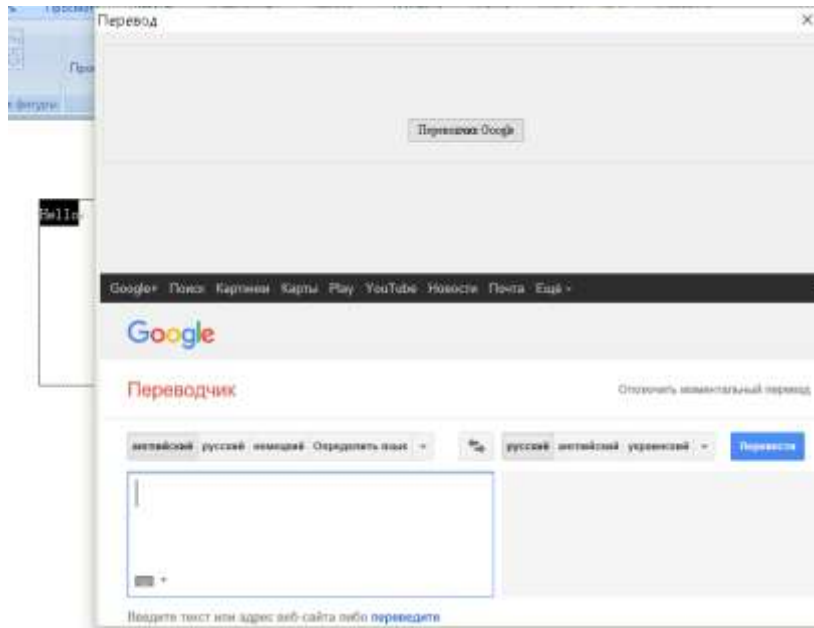 Перевод
Переводчик Google
Hello
Google+ Поиск Картинки Карты Play YouTube Новости Почта Ещё
Google
Переводчик
Отключить моментальный перевод
английский русский немецкий Определить язык русский английский украинский Перевести
Введите текст или адрес веб-сайта либо переведите